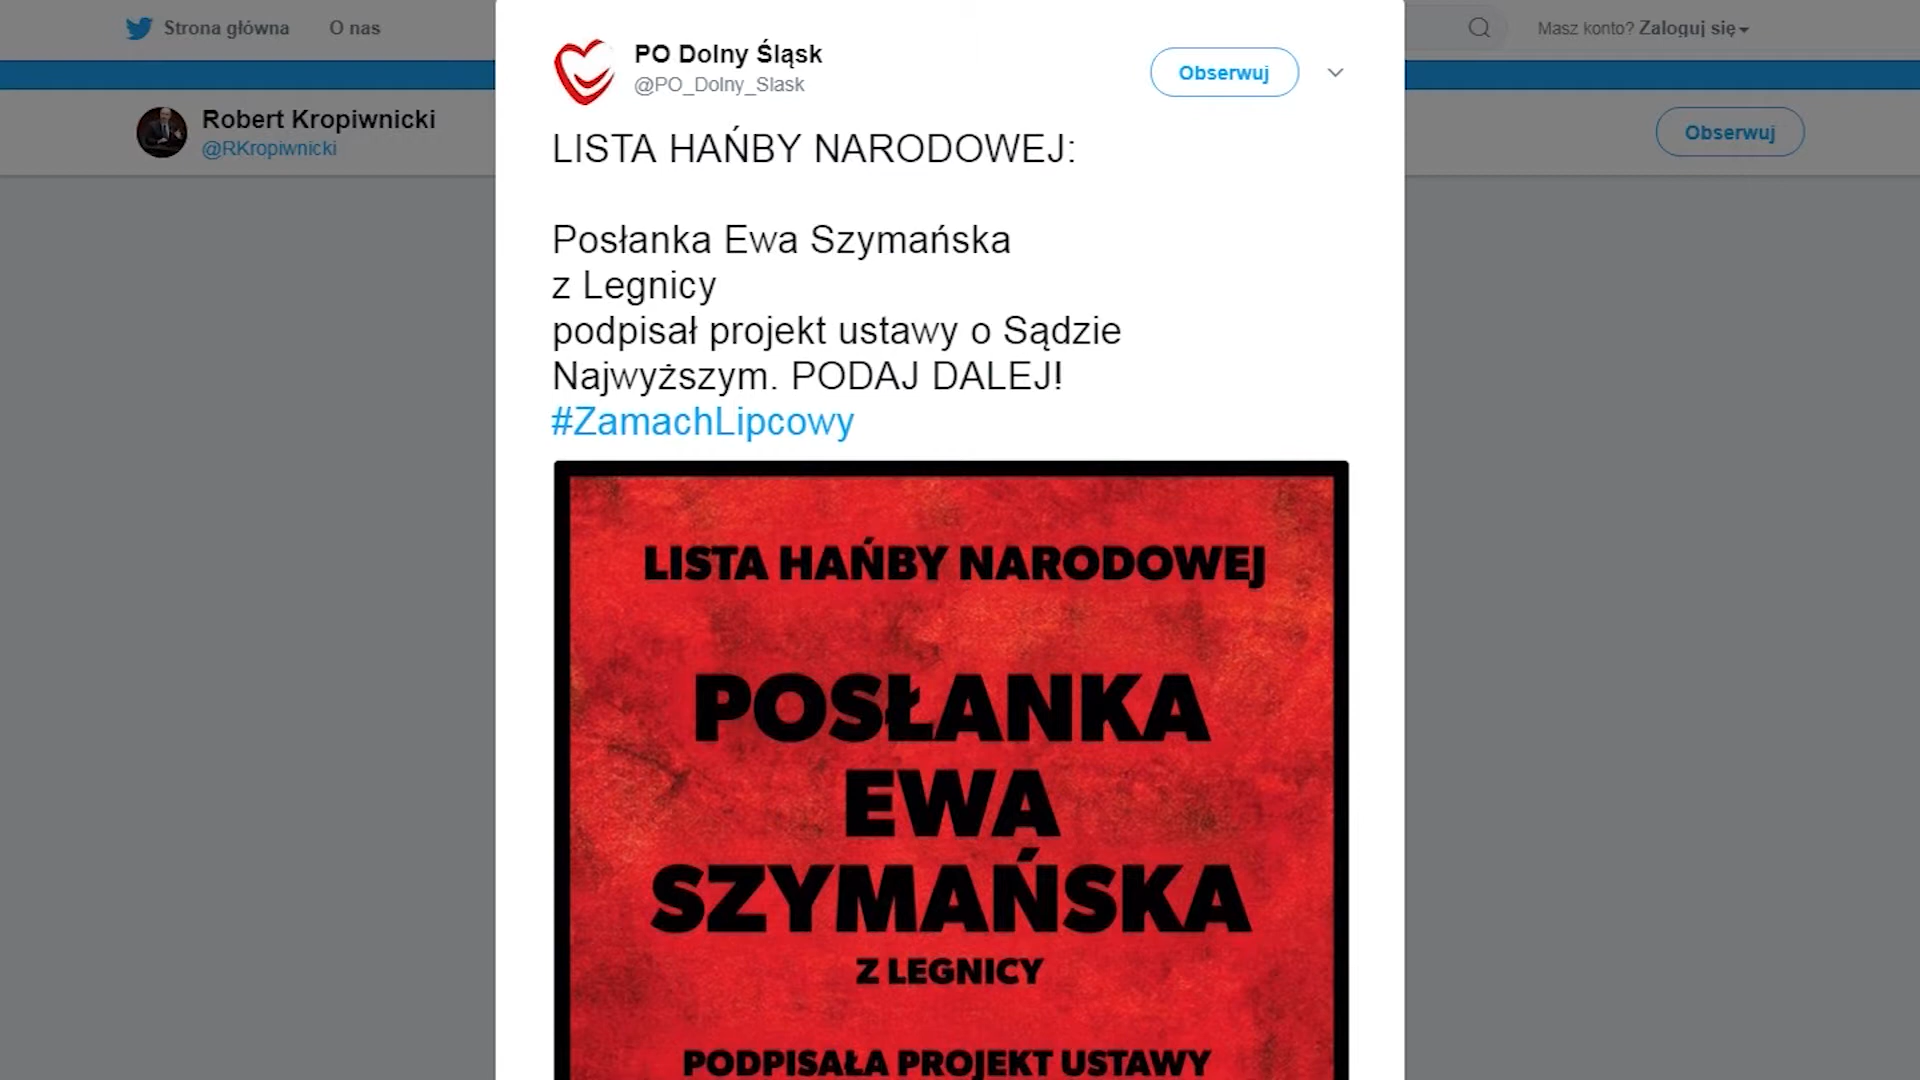 Strona główna
O nas
Masz konto? Zaloguj się
Robert Kropiwnicki
@RKropiwnicki
Obserwuj
PO Dolny Śląsk
@PO_Dolny_Slask
Obserwuj
LISTA HAŃBY NARODOWEJ:
Posłanka Ewa Szymańska
z Legnicy
podpisał projekt ustawy o Sądzie
Najwyższym. PODAJ DALEJ!
#ZamachLipcowy
LISTA HAŃBY NARODOWEJ
POSŁANKA
EWA
SZYMAŃSKA
Z LEGNICY
PODPISAŁA PROJEKT USTAWY